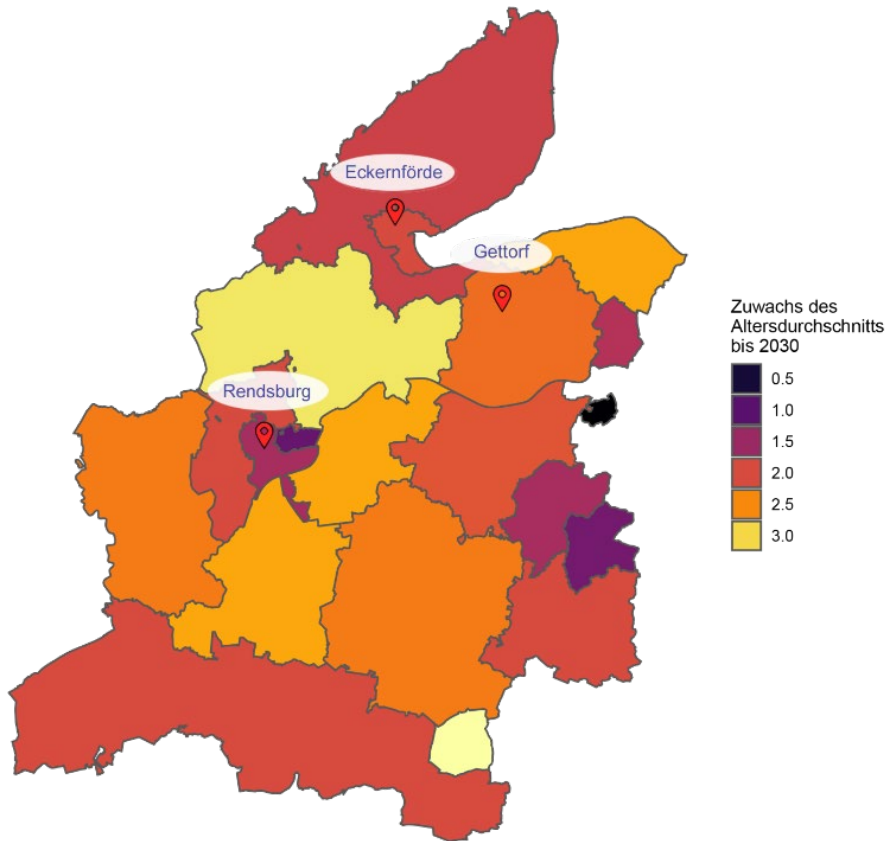 Eckernförde
Gettorf
Rendsburg
Zuwachs des
Altersdurchschnitts
bis 2030
0.5
1.0
1.5
2.0
2.5
3.0